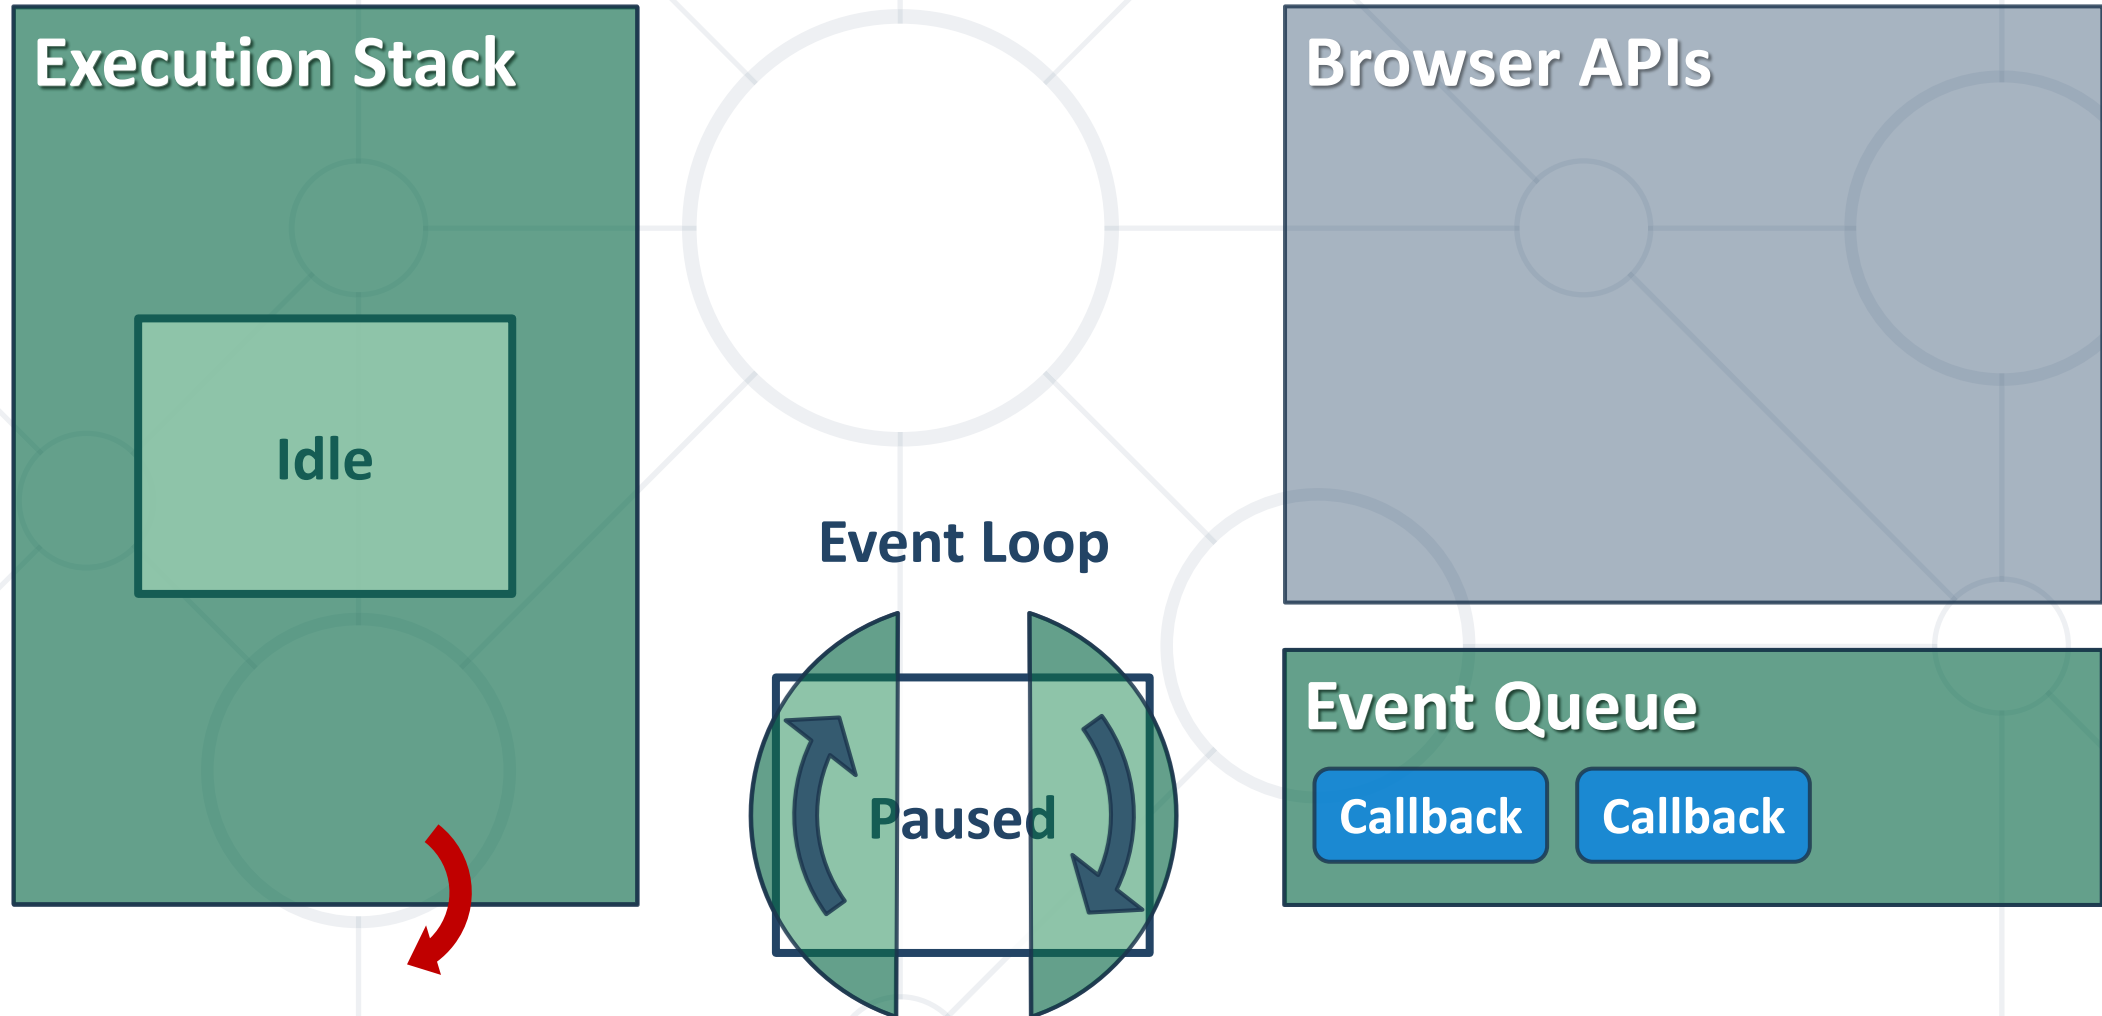 Execution Stack
Idle
Event Loop
Paused
Browser APIs
Event Queue
Callback
Callback